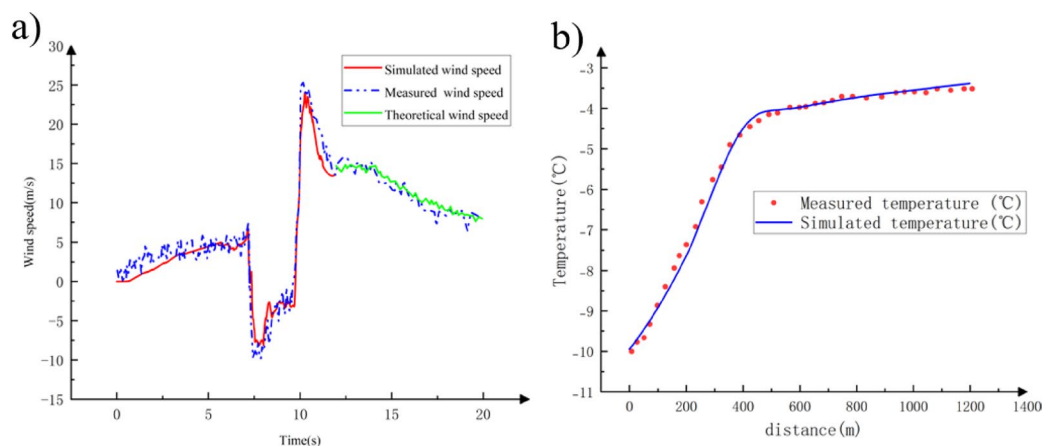 a)
30
25
20
15
10
5
0
−5
−10
−15
Wind speed(m/s)
0 5 10 15 20
Time(s)
Simulated wind speed
Measured wind speed
Theoretical wind speed
b)
-3
-4
-5
-6
-7
-8
-9
-10
-11
Temperature(℃)
0 200 400 600 800 1000 1200 1400
distance(m)
Measured temperature (℃)
Simulated temperature(℃)